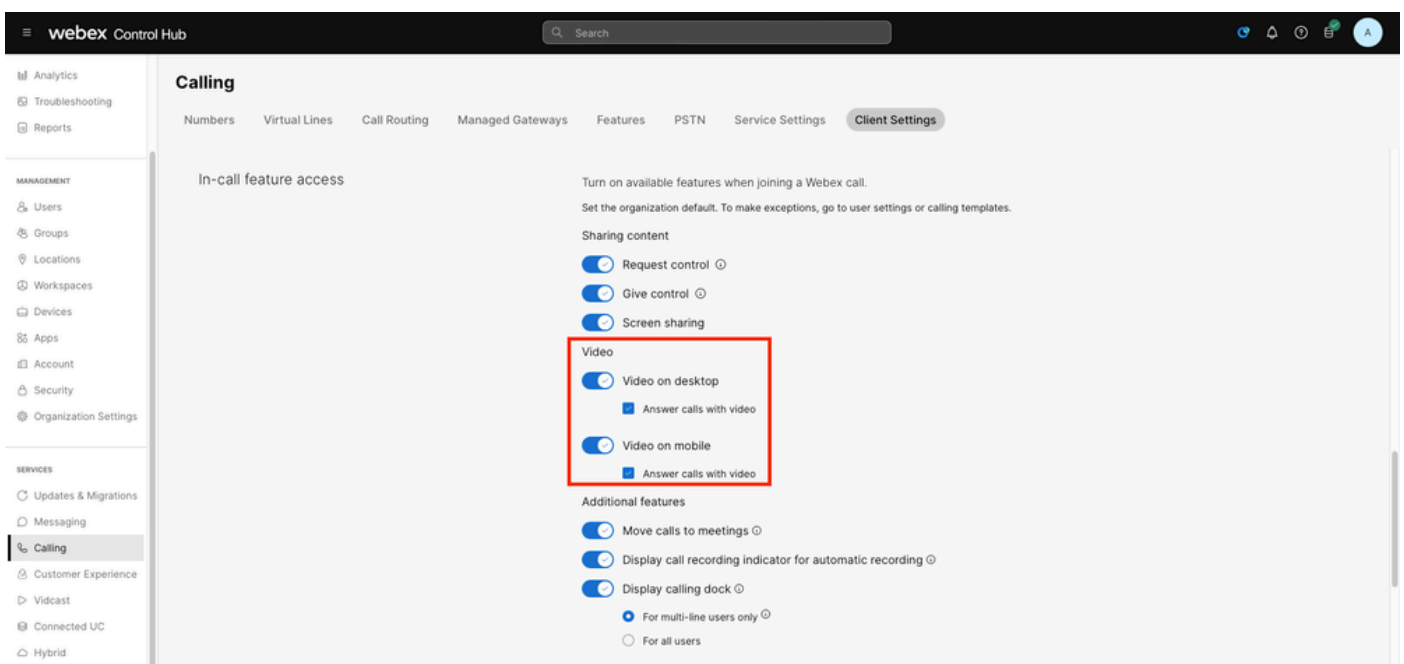 webex Control Hub
Search
A
Analytics
Troubleshooting
Reports
MANAGEMENT
Users
Groups
Locations
Workspaces
Devices
Apps
Account
Security
Organization Settings
SERVICES
Updates & Migrations
Messaging
Calling
Customer Experience
Vidcast
Connected UC
Hybrid
Calling
Numbers Virtual Lines Call Routing Managed Gateways Features PSTN Service Settings Client Settings
In-call feature access
Turn on available features when joining a Webex call.
Set the organization default. To make exceptions, go to user settings or calling templates.
Sharing content
Request control
Give control
Screen sharing
Video
Video on desktop
Answer calls with video
Video on mobile
Answer calls with video
Additional features
Move calls to meetings
Display call recording indicator for automatic recording
Display calling dock
For multi-line users only
For all users